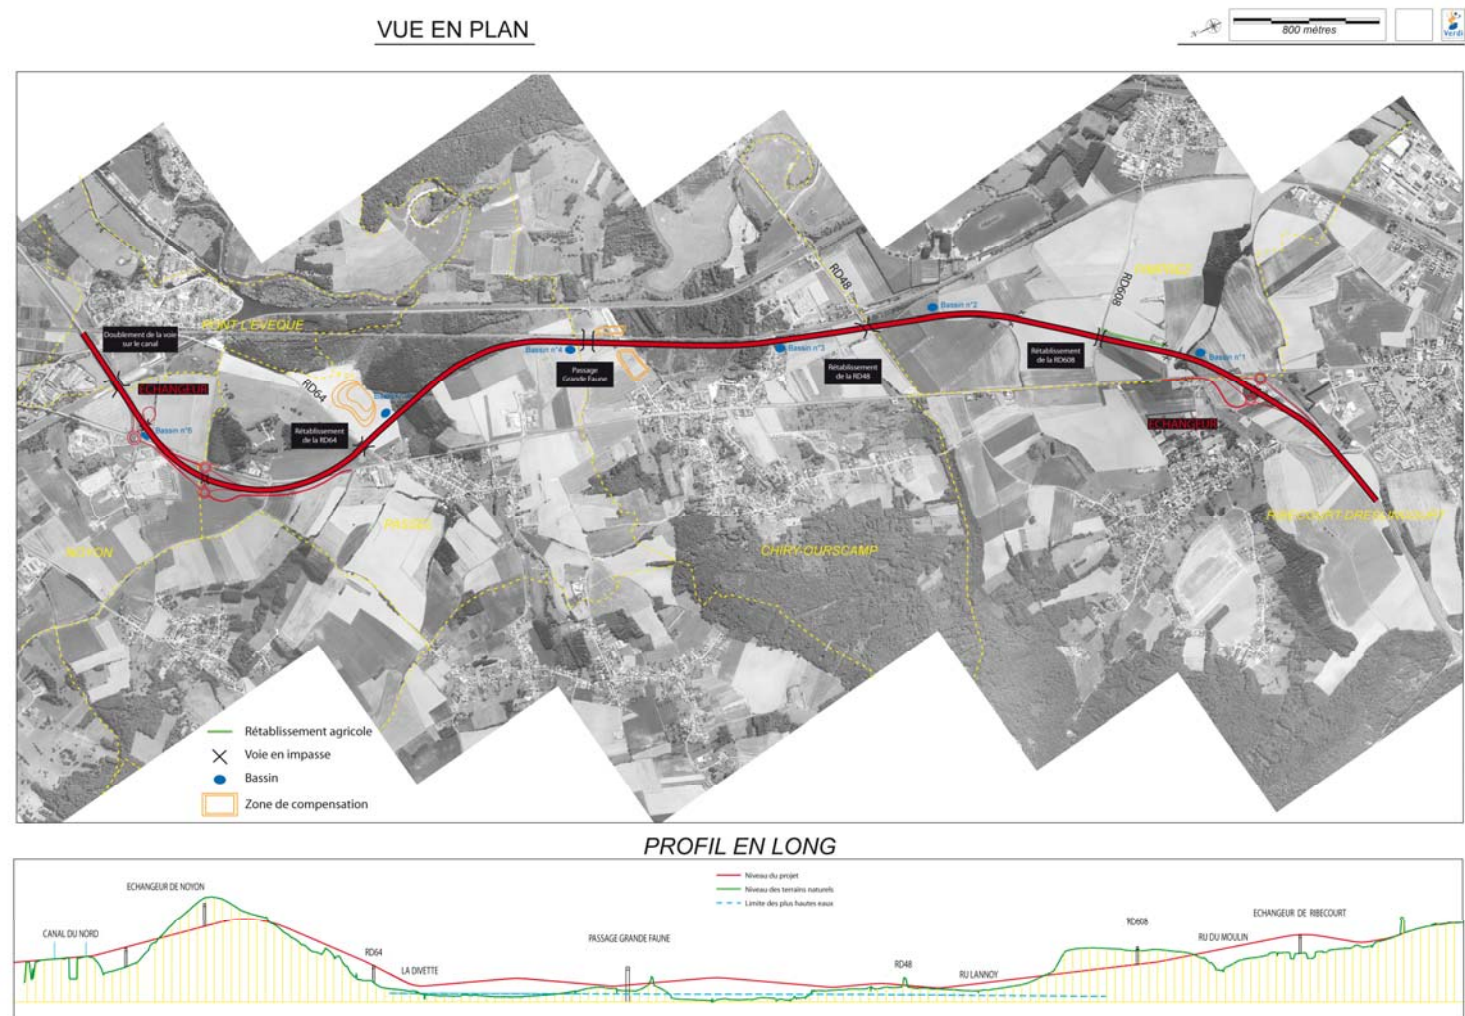 VUE EN PLAN
N
800 mètres
Verdi
RD48
RD608
PIMPREZ
Bassin n°2
Doublement de la voie
sur le canal
PONT L'EVEQUE
Bassin n°4
Bassin n°3
Bassin n°1
Rétablissement
de la RD608
Passage
Grande Faune
Rétablissement
de la RD48
ECHANGEUR
RD64
Bassin n°6
Rétablissement
de la RD64
ECHANGEUR
NOYON
PASSEL
CHIRY-OURSCAMP
RIBECOURT-DRESLINCOURT
Rétablissement agricole
Voie en impasse
Bassin
Zone de compensation
PROFIL EN LONG
Niveau du projet
Niveau des terrains naturels
Limite des plus hautes eaux
ECHANGEUR DE NOYON
CANAL DU NORD
RD64
LA DIVETTE
PASSAGE GRANDE FAUNE
RD48
RU LANNOY
RD608
RU DU MOULIN
ECHANGEUR DE RIBECOURT